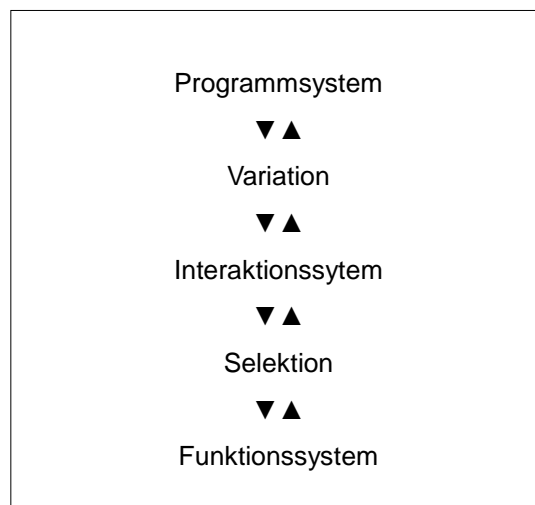 Programmsystem
▼▲
Variation
▼▲
Interaktionssytem
▼▲
Selektion
▼▲
Funktionssystem